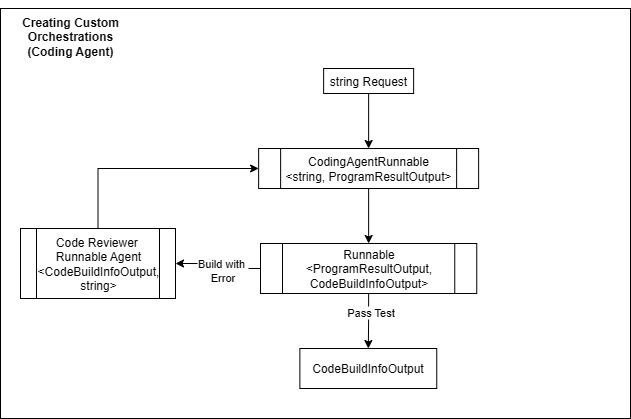 Creating Custom
Orchestrations
(Coding Agent)
string Request
CodingAgentRunnable
<string, ProgramResultOutput>
Code Reviewer
Runnable Agent
<CodeBuildInfoOutput,
string>
Build with
Error
Runnable
<ProgramResultOutput,
CodeBuildInfoOutput>
Pass Test
CodeBuildInfoOutput